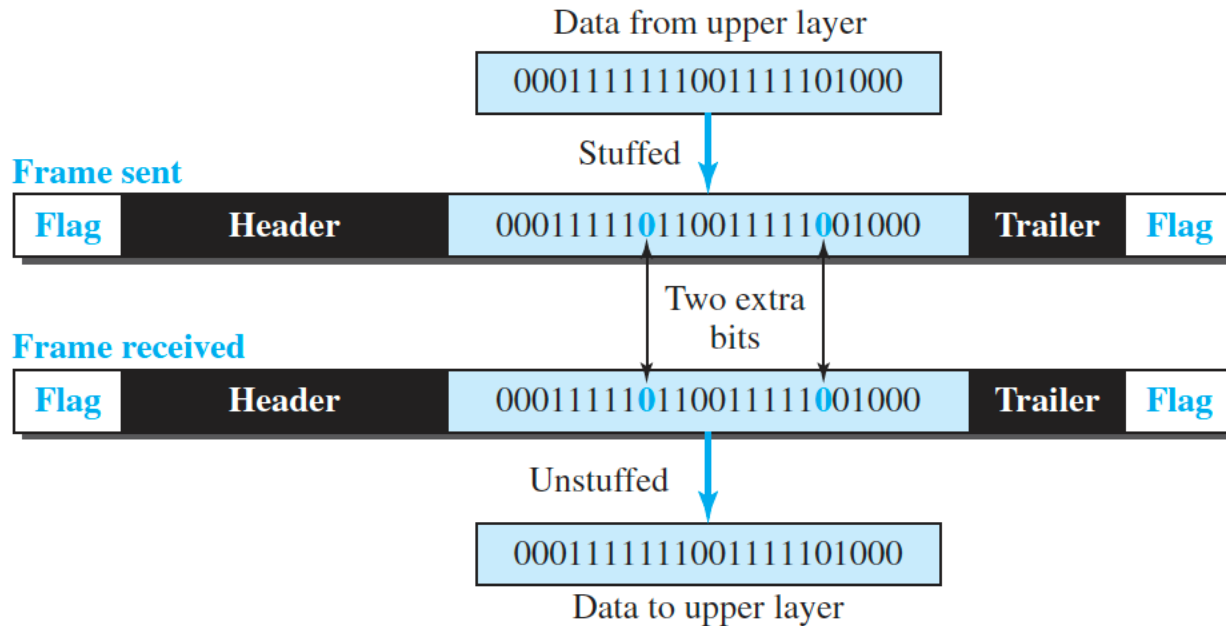 Data from upper layer
0001111111001111101000
Stuffed
Frame sent
Flag Header 000111110110011111001000 Trailer Flag
Two extra
bits
Frame received
Flag Header 000111110110011111001000 Trailer Flag
Unstuffed
0001111111001111101000
Data to upper layer